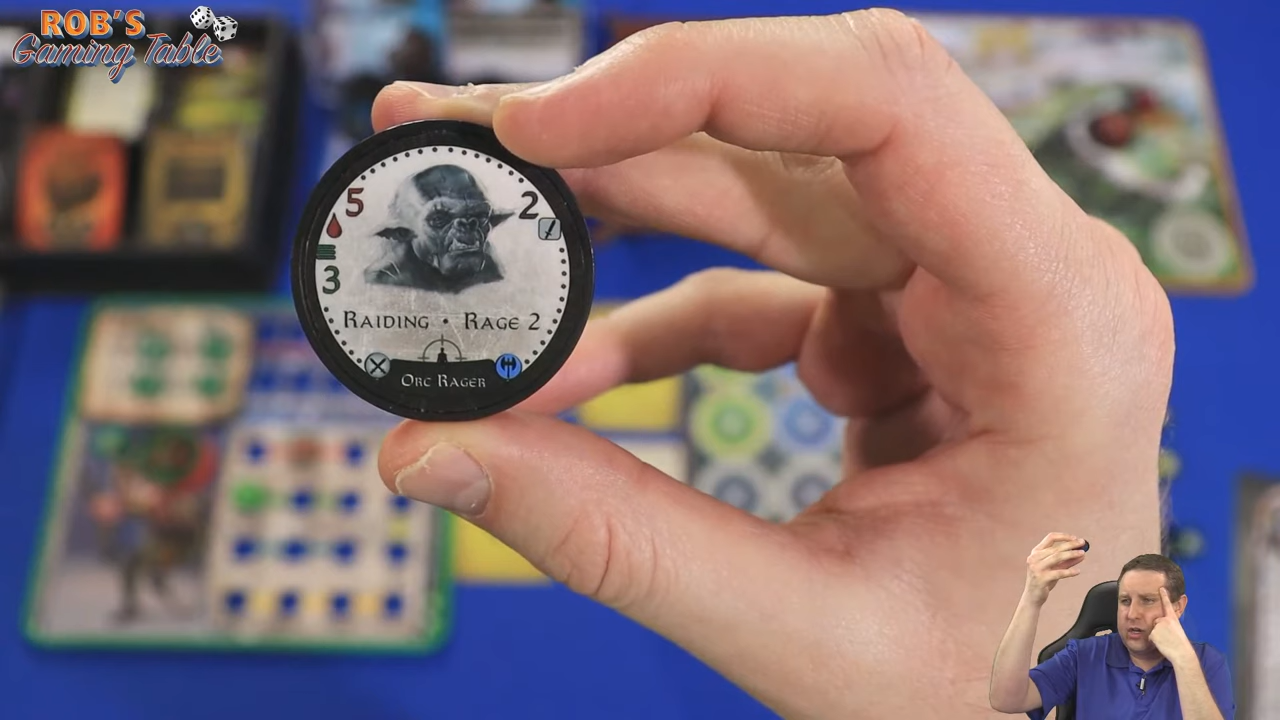 ROB'S
Gaming Table
5
2
3
RAIDING • RAGE 2
ORC RAGER